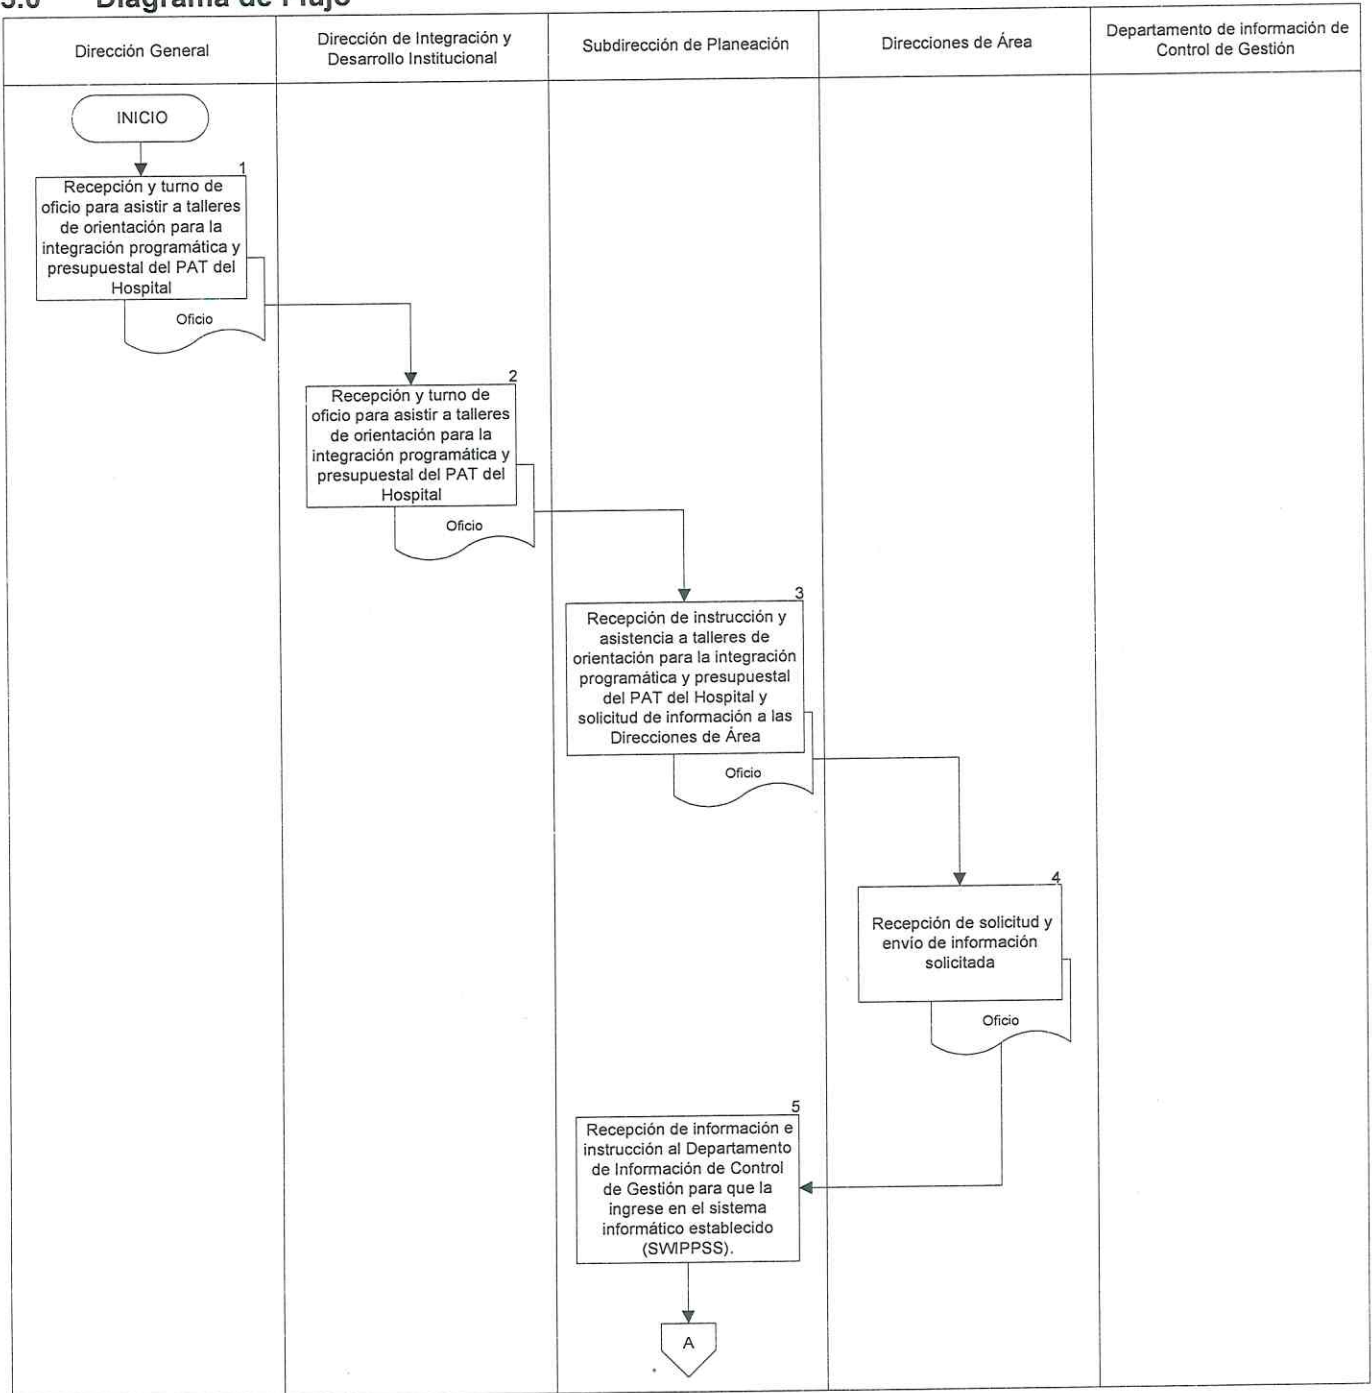 Diagrama de Flujo
Dirección General
Dirección de Integración y
Desarrollo Institucional
Subdirección de Planeación
Direcciones de Área
Departamento de información de
Control de Gestión
INICIO
1
Recepción y turno de
oficio para asistir a talleres
de orientación para la
integración programática y
presupuestal del PAT del
Hospital
Oficio
2
Recepción y turno de
oficio para asistir a talleres
de orientación para la
integración programática y
presupuestal del PAT del
Hospital
Oficio
3
Recepción de instrucción y
asistencia a talleres de
orientación para la integración
programática y presupuestal
del PAT del Hospital y
solicitud de información a las
Direcciones de Área
Oficio
4
Recepción de solicitud y
envío de información
solicitada
Oficio
5
Recepción de información e
instrucción al Departamento
de Información de Control
de Gestión para que la
ingrese en el sistema
informático establecido
(SWIPPSS).
A